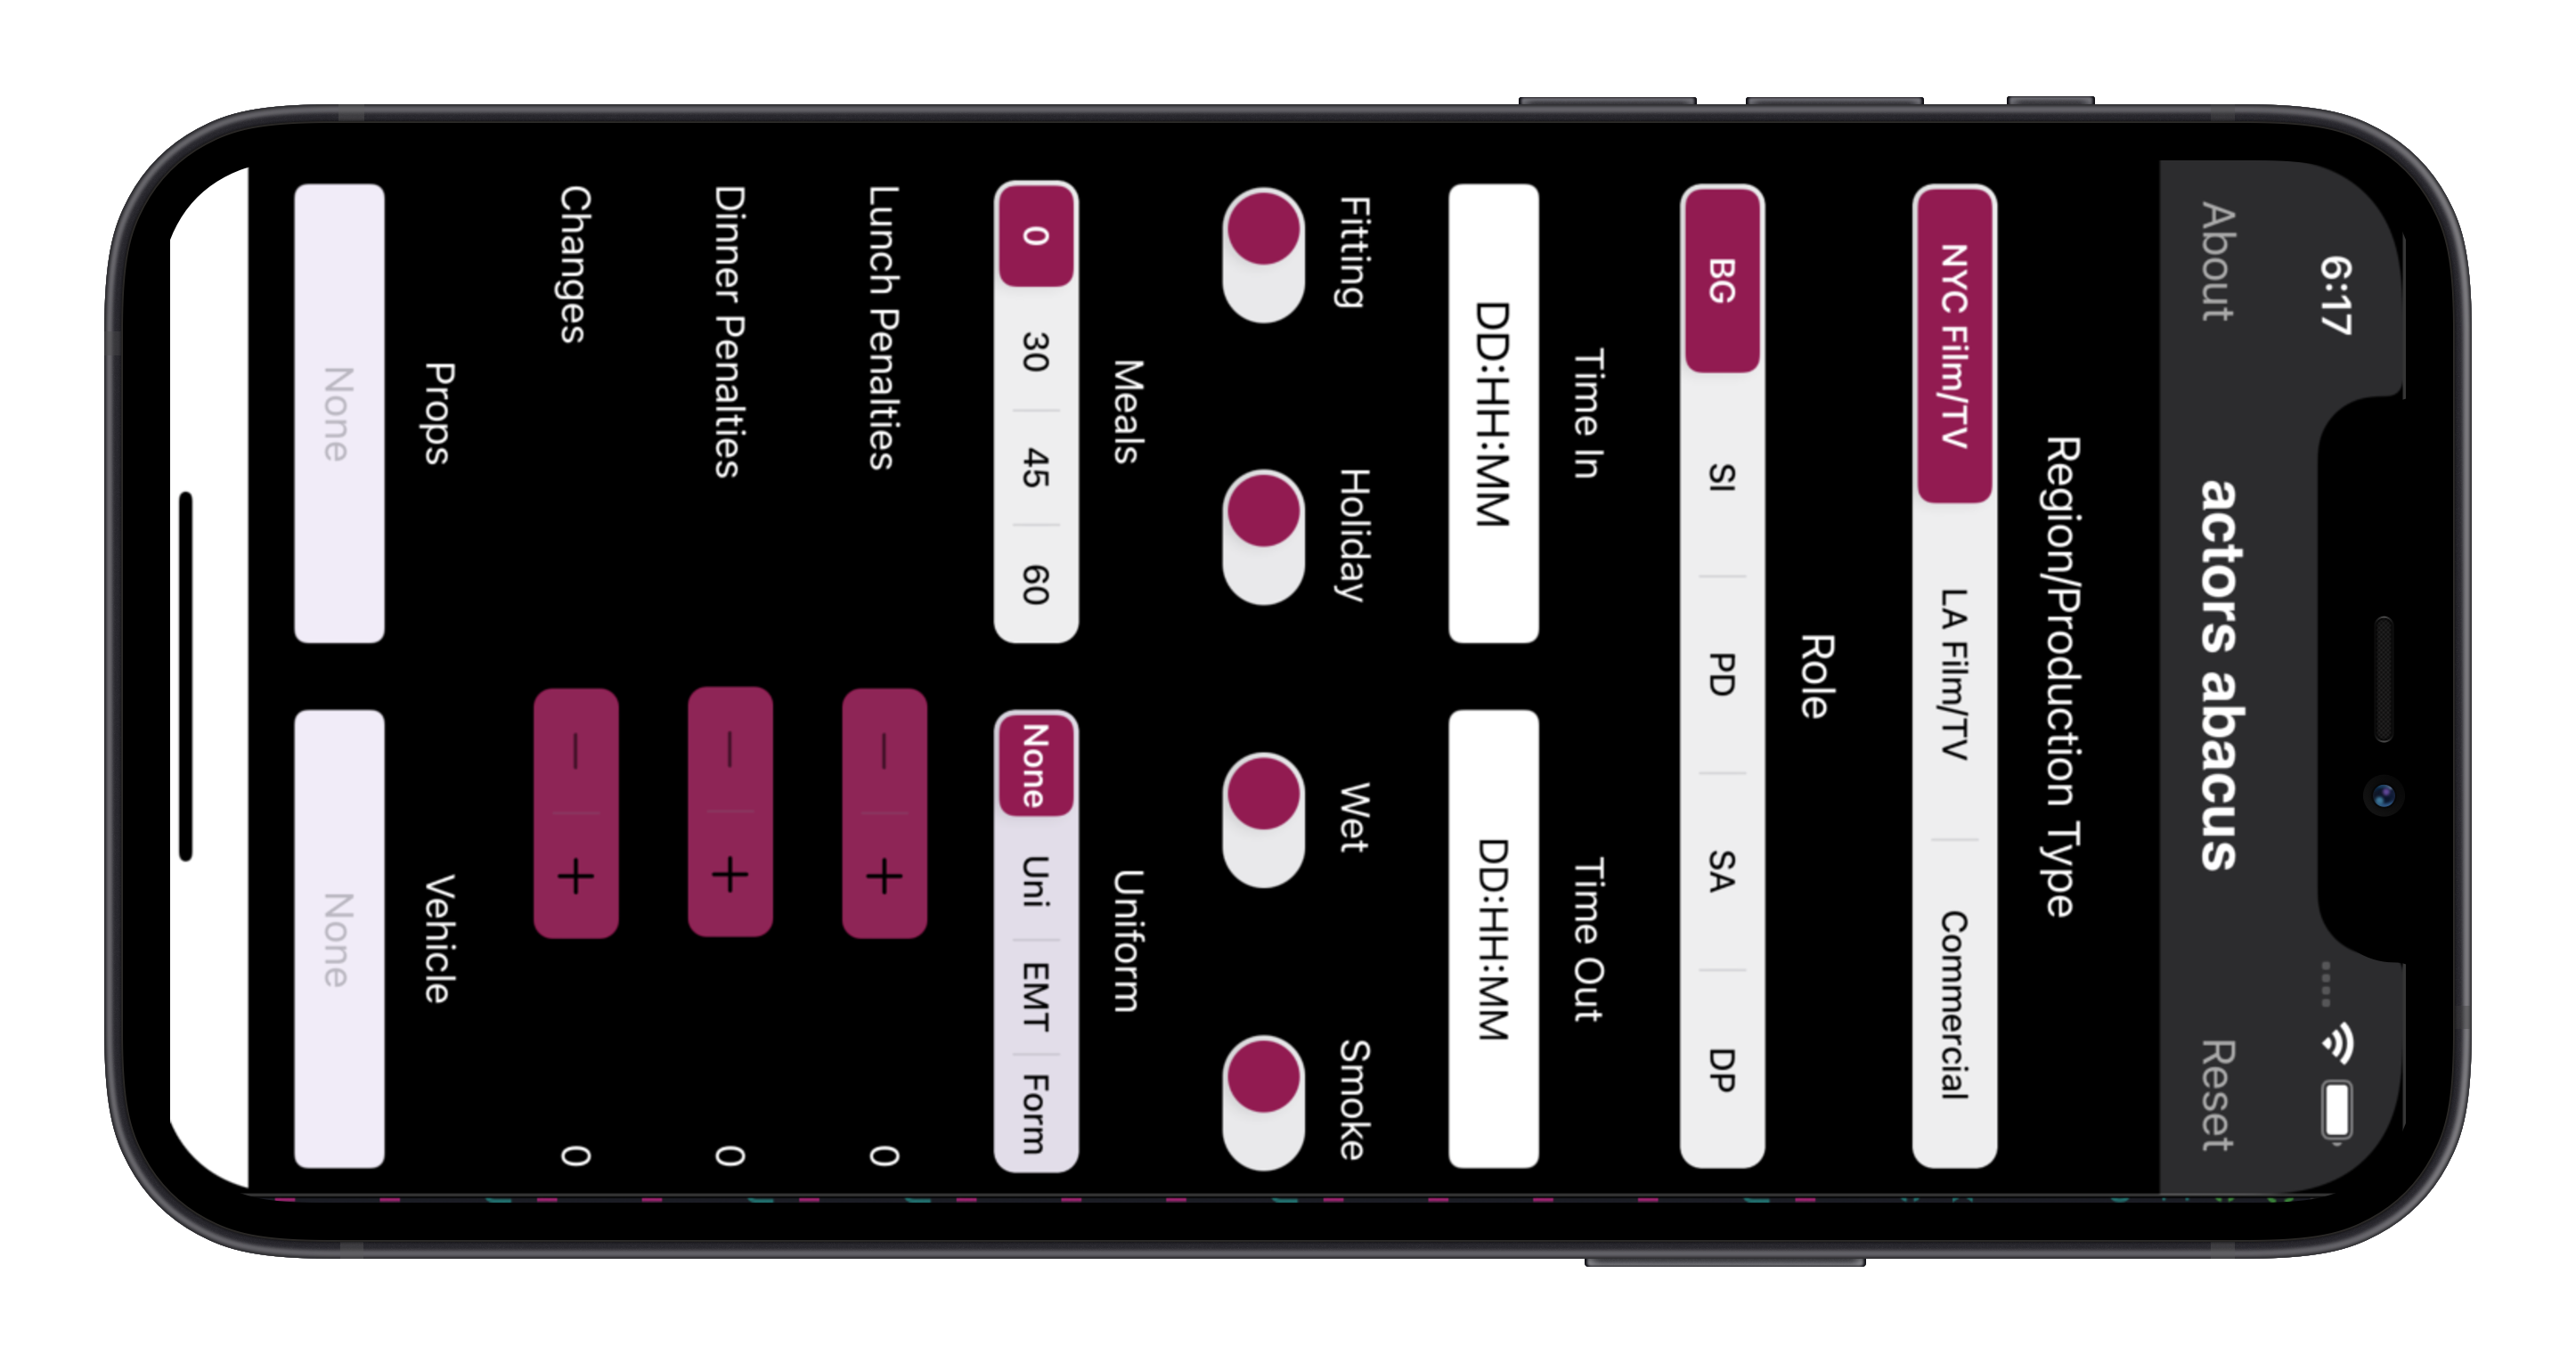 6:17
About actors abacus Reset
Region/Production Type
NYC Film/TV LA Film/TV Commercial
Role
BG SI PD SA DP
Time In Time Out
DD:HH:MM DD:HH:MM
Fitting Holiday Wet Smoke
Meals Uniform
0 30 45 60 None Uni EMT Form
Lunch Penalties − + 0
Dinner Penalties − + 0
Changes − + 0
Props Vehicle
None None